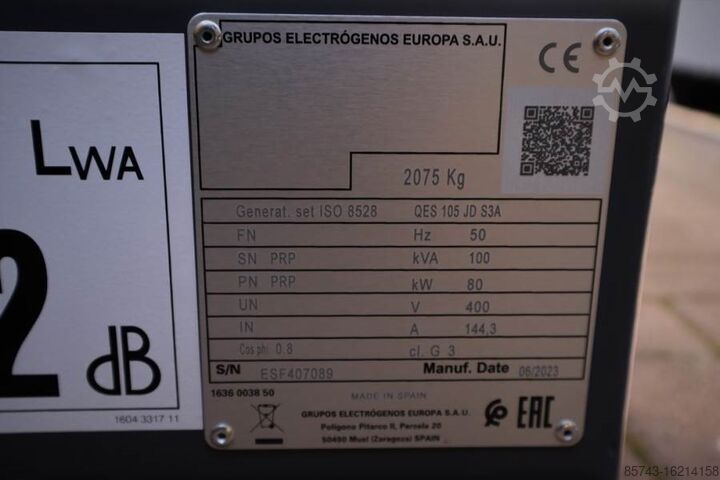 LWA
2
dB
1604 3317 11
GRUPOS ELECTRÓGENOS EUROPA S.A.U.
CE
2075 Kg
Generat. set ISO 8528 QES 105 JD S3A
FN Hz 50
SN PRP kVA 100
PN PRP kW 80
UN V 400
IN A 144,3
Cos phi 0.8 cl. G 3
S/N ESF407089 Manuf. Date 06/2023
1636 0038 50
MADE IN SPAIN
GRUPOS ELECTRÓGENOS EUROPA S.A.U.
Polígono Pitarco II, Parcela 20
50450 Muel (Zaragoza) SPAIN
EAC
85743-16214158